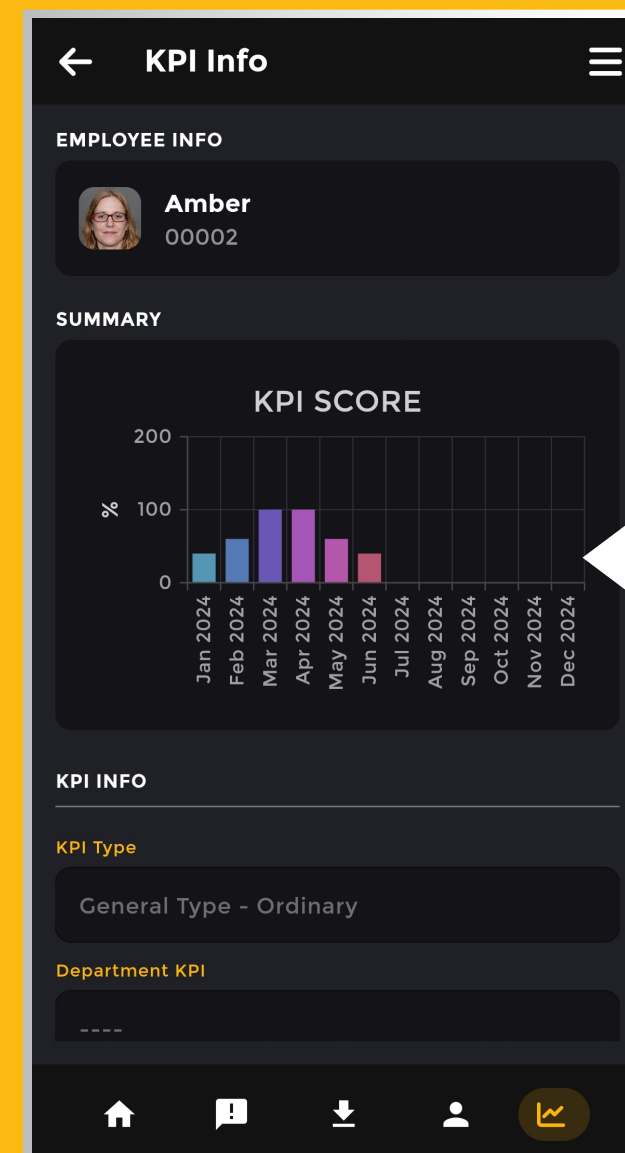 KPI Info
EMPLOYEE INFO
Amber
00002
SUMMARY
KPI SCORE
200
%
100
0
Jan 2024
Feb 2024
Mar 2024
Apr 2024
May 2024
Jun 2024
Jul 2024
Aug 2024
Sep 2024
Oct 2024
Nov 2024
Dec 2024
KPI INFO
KPI Type
General Type - Ordinary
Department KPI
----